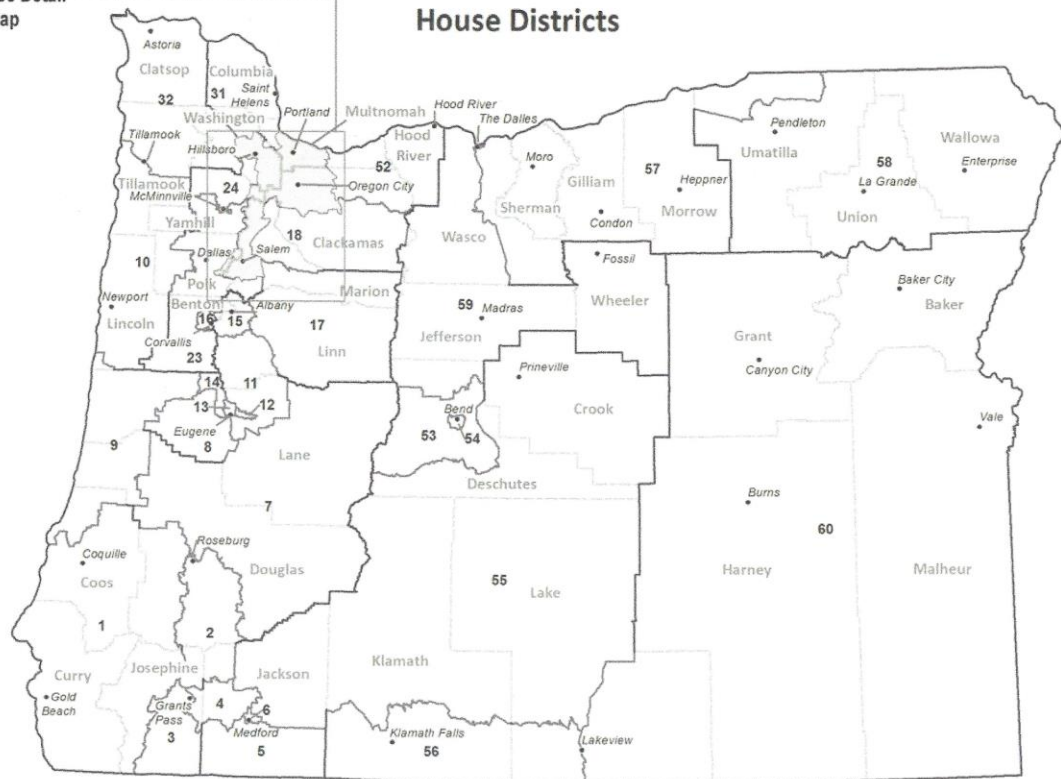 ap
House Districts
Astoria
Clatsop
32
Columbia
31
Saint
Helens
Washington
Portland
Multnomah
Hood River
The Dalles
Hood
River
52
Tillamook
Hillsboro
24
Oregon City
Tillamook
McMinnville
Yamhill
18
Clackamas
Dallas
Salem
10
Polk
Marion
Newport
Benton
Albany
16
15
17
Lincoln
Corvallis
23
Linn
14
11
13
12
Eugene
8
9
Lane
7
Moro
Sherman
Gilliam
Condon
57
Heppner
Morrow
Pendleton
Umatilla
58
La Grande
Union
Wallowa
Enterprise
Wasco
Fossil
Wheeler
59
Madras
Jefferson
Prineville
Crook
Bend
53
54
Deschutes
Grant
Canyon City
Baker City
Baker
Vale
Burns
60
Harney
Malheur
Coquille
Coos
1
Roseburg
Douglas
2
55
Lake
Curry
Gold
Beach
Josephine
Grants
Pass
3
4
Jackson
6
Medford
5
Klamath
Klamath Falls
56
Lakeview